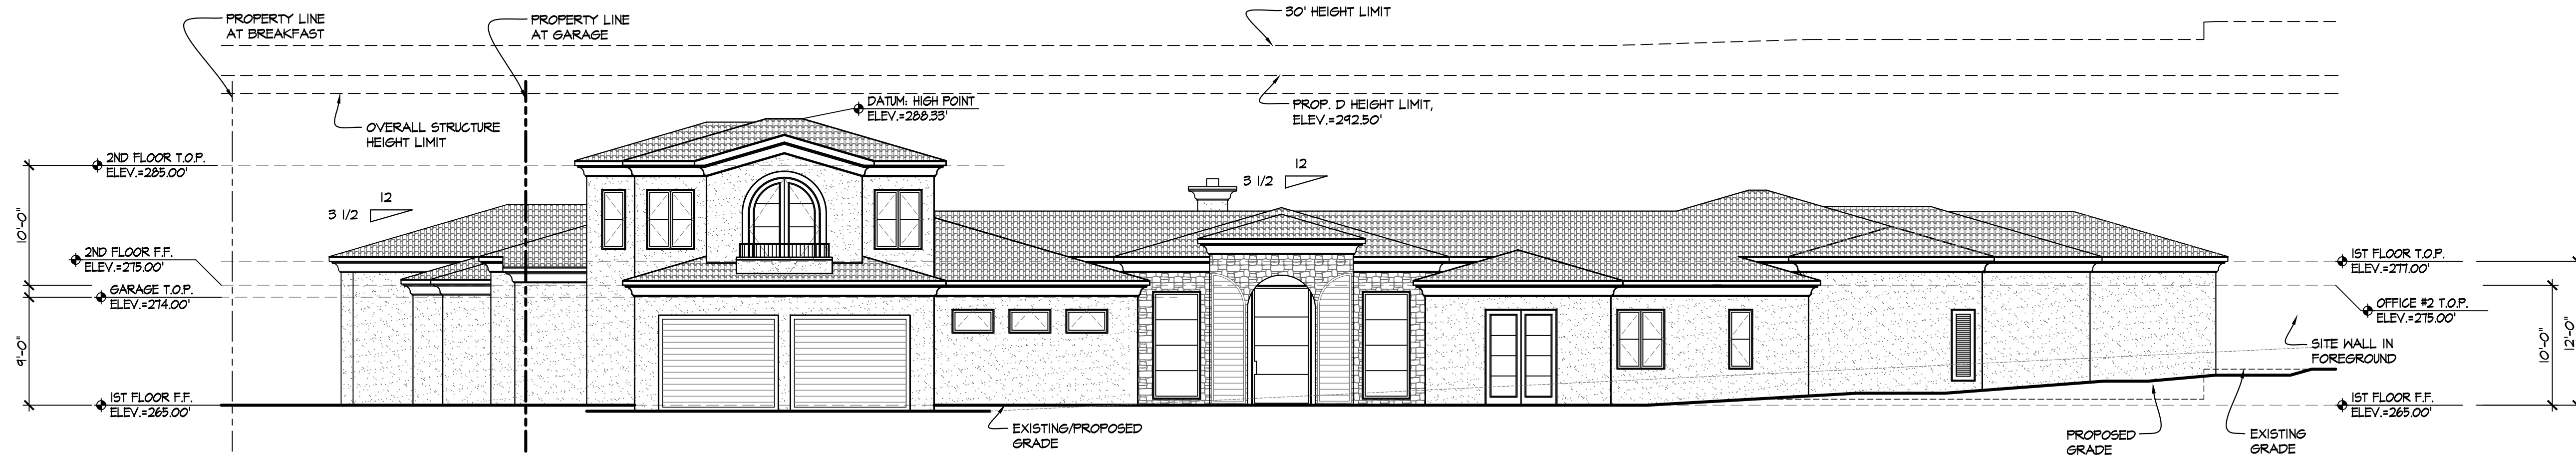 PROPERTY LINE
AT BREAKFAST
PROPERTY LINE
AT GARAGE
30' HEIGHT LIMIT
OVERALL STRUCTURE
HEIGHT LIMIT
DATUM: HIGH POINT
ELEV.=288.33'
PROP. D HEIGHT LIMIT,
ELEV.=292.50'
2ND FLOOR T.O.P.
ELEV.=285.00'
12
3 1/2
12
3 1/2
10'-0"
2ND FLOOR F.F.
ELEV.=275.00'
GARAGE T.O.P.
ELEV.=274.00'
9'-0"
1ST FLOOR F.F.
ELEV.=265.00'
EXISTING/PROPOSED
GRADE
1ST FLOOR T.O.P.
ELEV.=277.00'
OFFICE #2 T.O.P.
ELEV.=275.00'
SITE WALL IN
FOREGROUND
10'-0"
12'-0"
1ST FLOOR F.F.
ELEV.=265.00'
PROPOSED
GRADE
EXISTING
GRADE